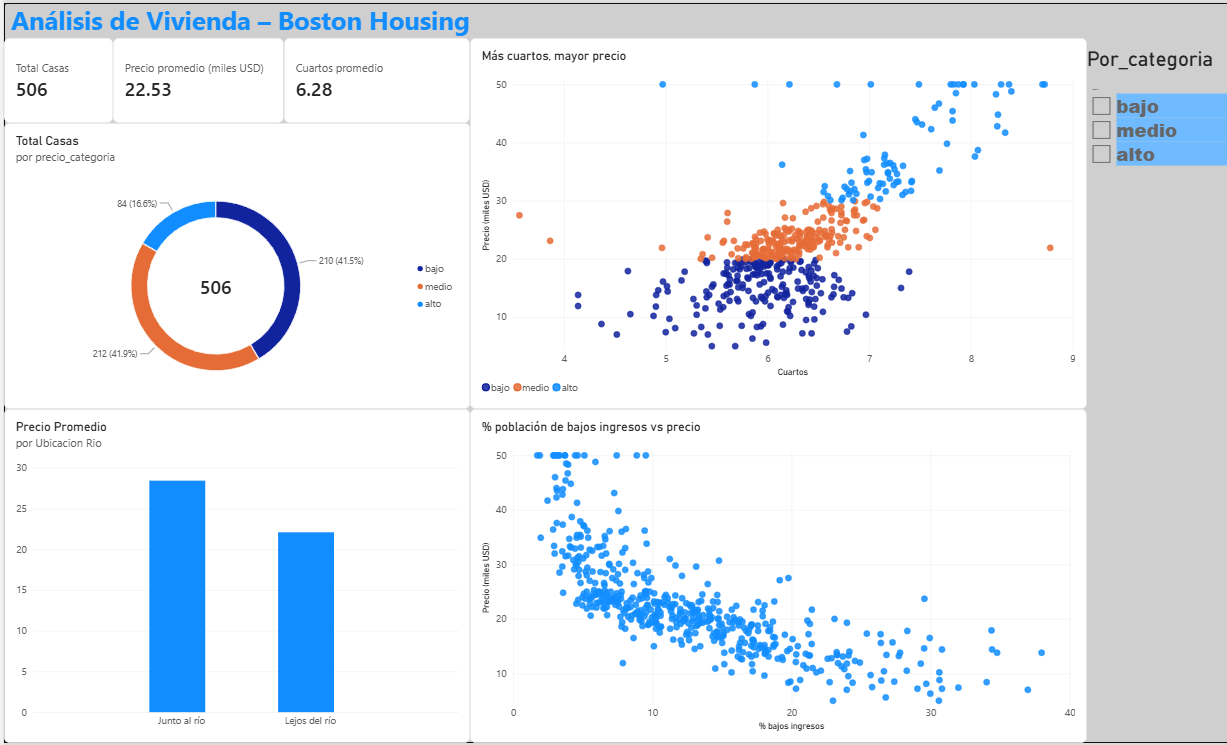 Análisis de Vivienda – Boston Housing
Total Casas
506
Precio promedio (miles USD)
22.53
Cuartos promedio
6.28
Total Casas
por precio_categoria
84 (16.6%)
210 (41.5%)
212 (41.9%)
506
bajo
medio
alto
Más cuartos, mayor precio
Precio (miles USD)
50
40
30
20
10
4 5 6 7 8 9
Cuartos
bajo medio alto
Por_categoria
...
bajo
medio
alto
Precio Promedio
por Ubicacion Rio
30
25
20
15
10
5
0
Junto al río Lejos del río
% población de bajos ingresos vs precio
Precio (miles USD)
50
40
30
20
10
0 10 20 30 40
% bajos ingresos